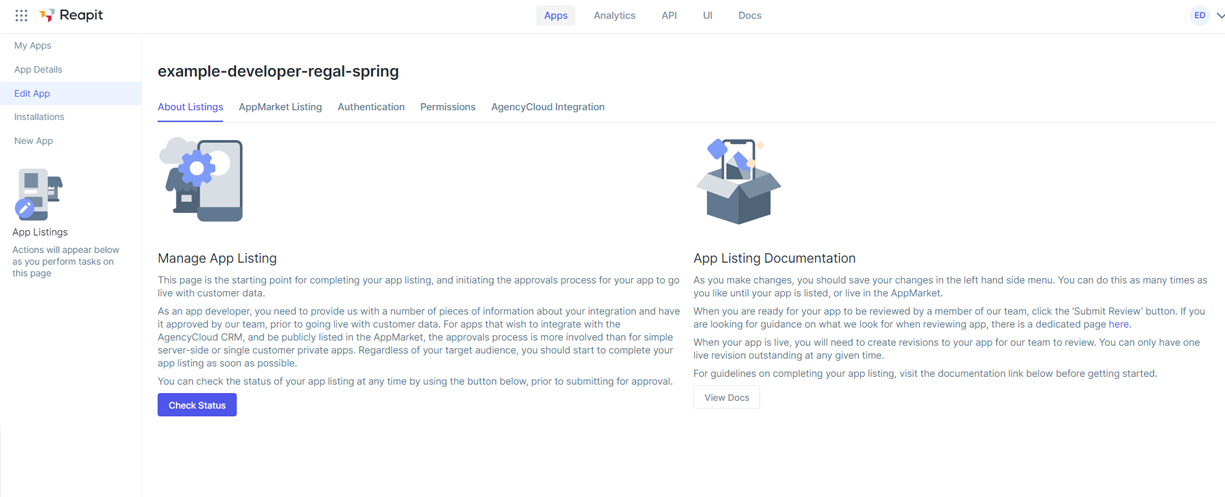 Reapit
Apps
Analytics
API
UI
Docs
ED
My Apps
App Details
Edit App
Installations
New App
App Listings
Actions will appear below
as you perform tasks on
this page
example-developer-regal-spring
About Listings
AppMarket Listing
Authentication
Permissions
AgencyCloud Integration
Manage App Listing
This page is the starting point for completing your app listing, and initiating the approvals process for your app to go
live with customer data.
As an app developer, you need to provide us with a number of pieces of information about your integration and have
it approved by our team, prior to going live with customer data. For apps that wish to integrate with the
AgencyCloud CRM, and be publicly listed in the AppMarket, the approvals process is more involved than for simple
server-side or single customer private apps. Regardless of your target audience, you should start to complete your
app listing as soon as possible.
You can check the status of your app listing at any time by using the button below, prior to submitting for approval.
Check Status
App Listing Documentation
As you make changes, you should save your changes in the left hand side menu. You can do this as many times as
you like until your app is listed, or live in the AppMarket.
When you are ready for your app to be reviewed by a member of our team, click the 'Submit Review' button. If you
are looking for guidance on what we look for when reviewing app, there is a dedicated page here.
When your app is live, you will need to create revisions to your app for our team to review. You can only have one
live revision outstanding at any given time.
For guidelines on completing your app listing, visit the documentation link below before getting started.
View Docs